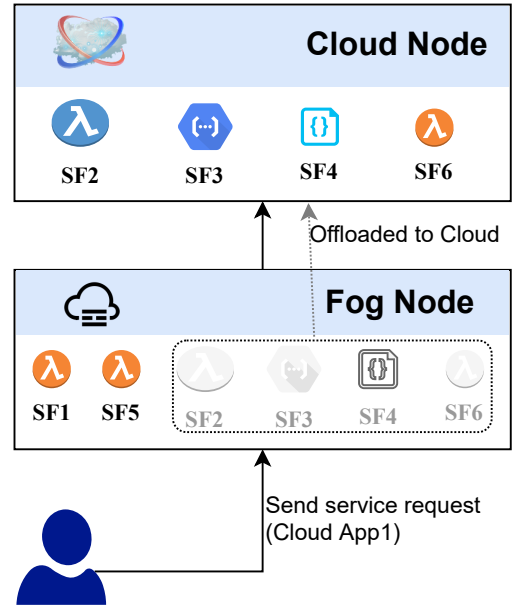 Cloud Node
SF2 SF3 SF4 SF6
Offloaded to Cloud
Fog Node
SF1 SF5 SF2 SF3 SF4 SF6
Send service request
(Cloud App1)